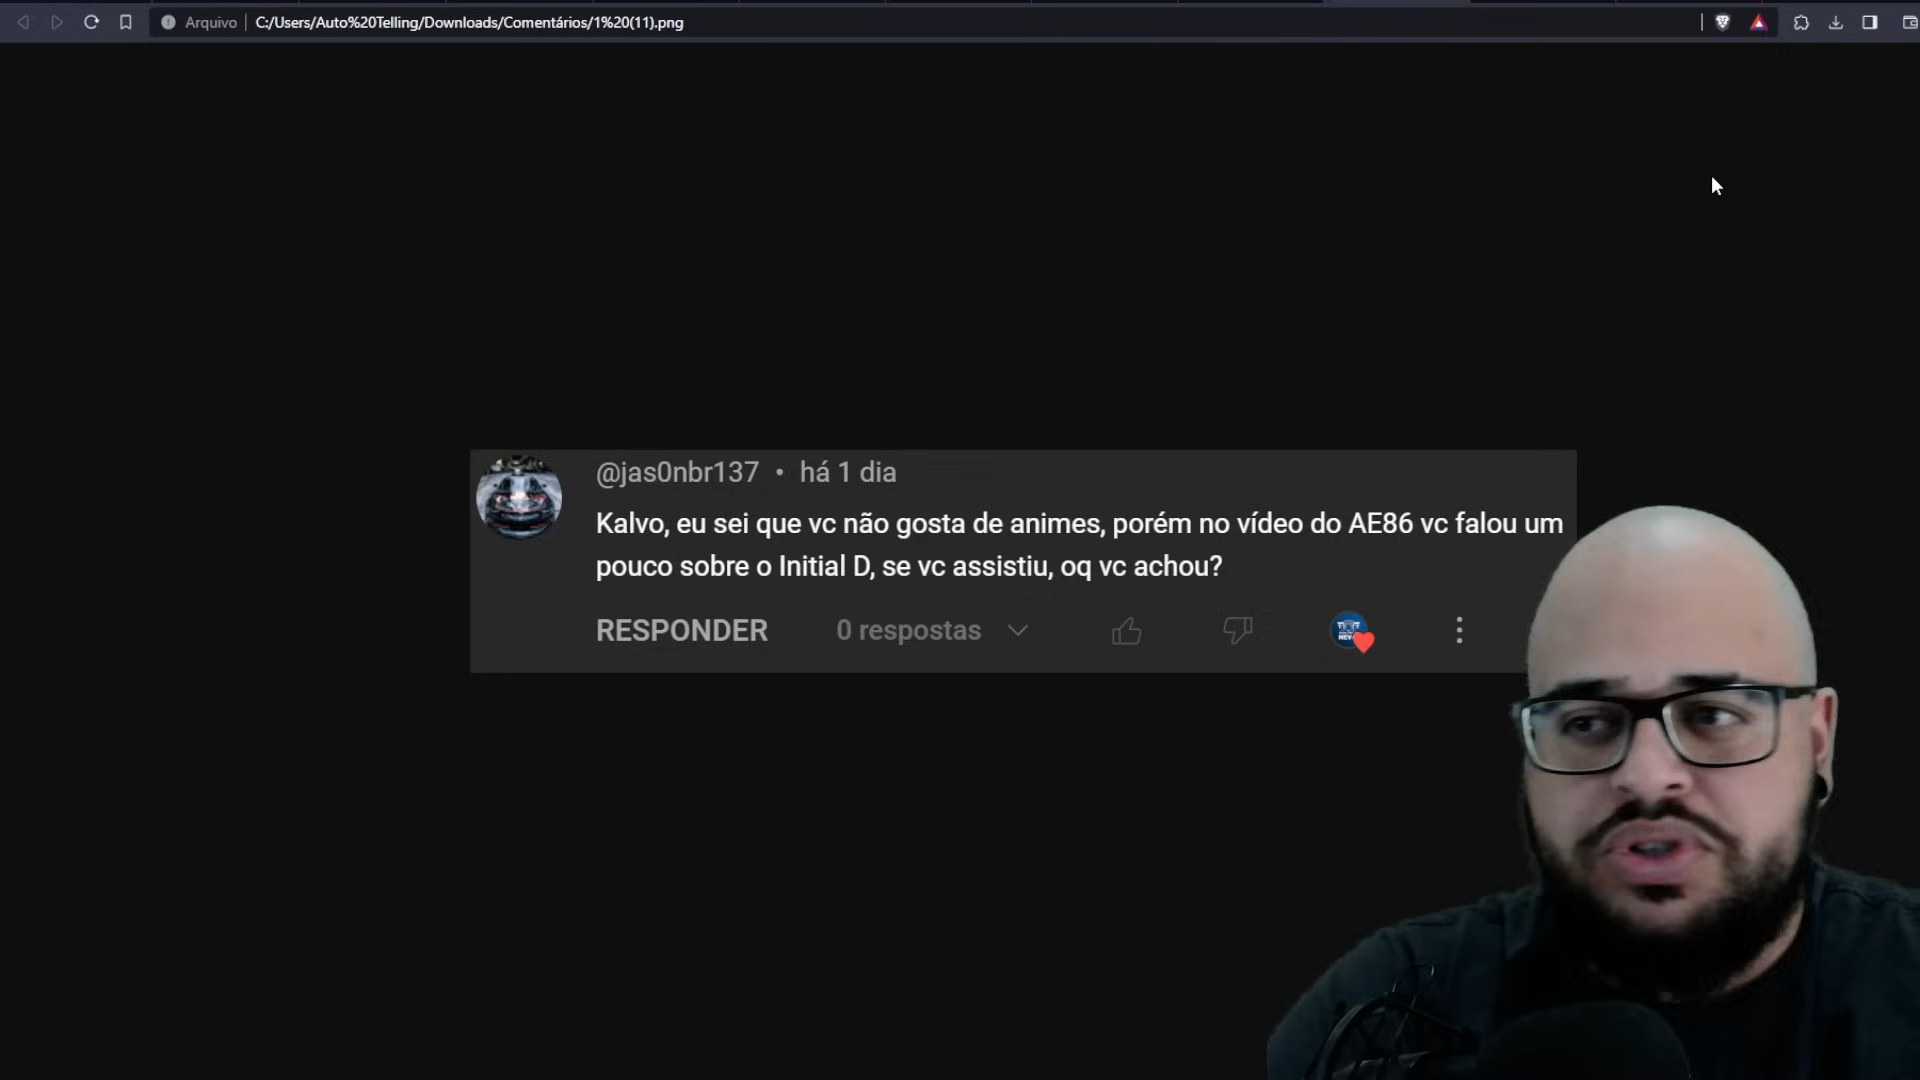 Arquivo C:/Users/Auto%20Telling/Downloads/Comentários/1%20(11).png
@jas0nbr137 • há 1 dia
Kalvo, eu sei que vc não gosta de animes, porém no vídeo do AE86 vc falou um
pouco sobre o Initial D, se vc assistiu, oq vc achou?
RESPONDER 0 respostas